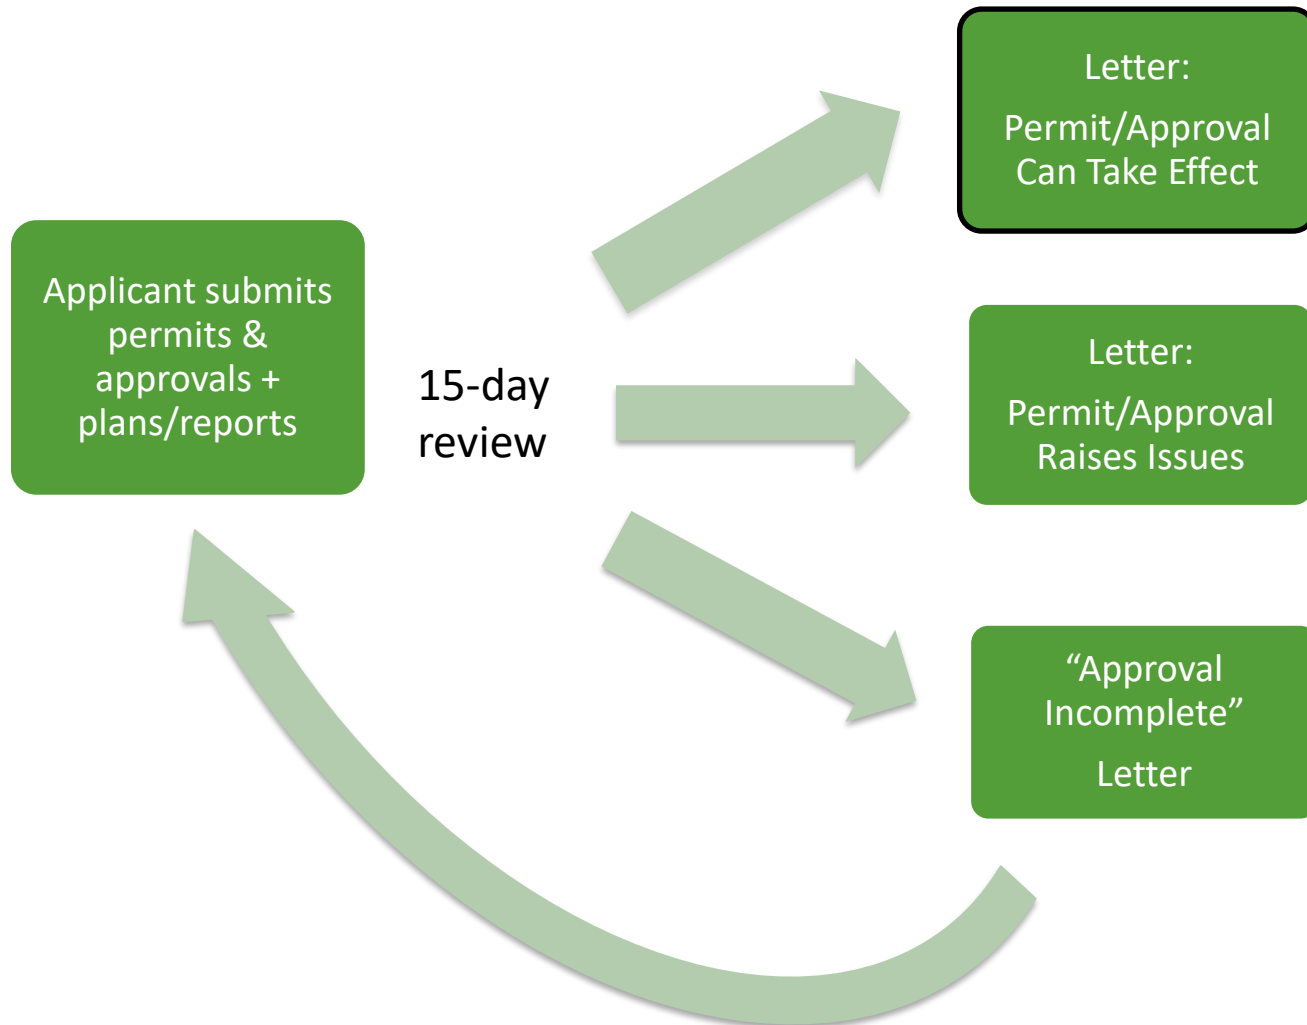 Applicant submits
permits &
approvals +
plans/reports
15-day
review
Letter:
Permit/Approval
Can Take Effect
Letter:
Permit/Approval
Raises Issues
“Approval
Incomplete”
Letter